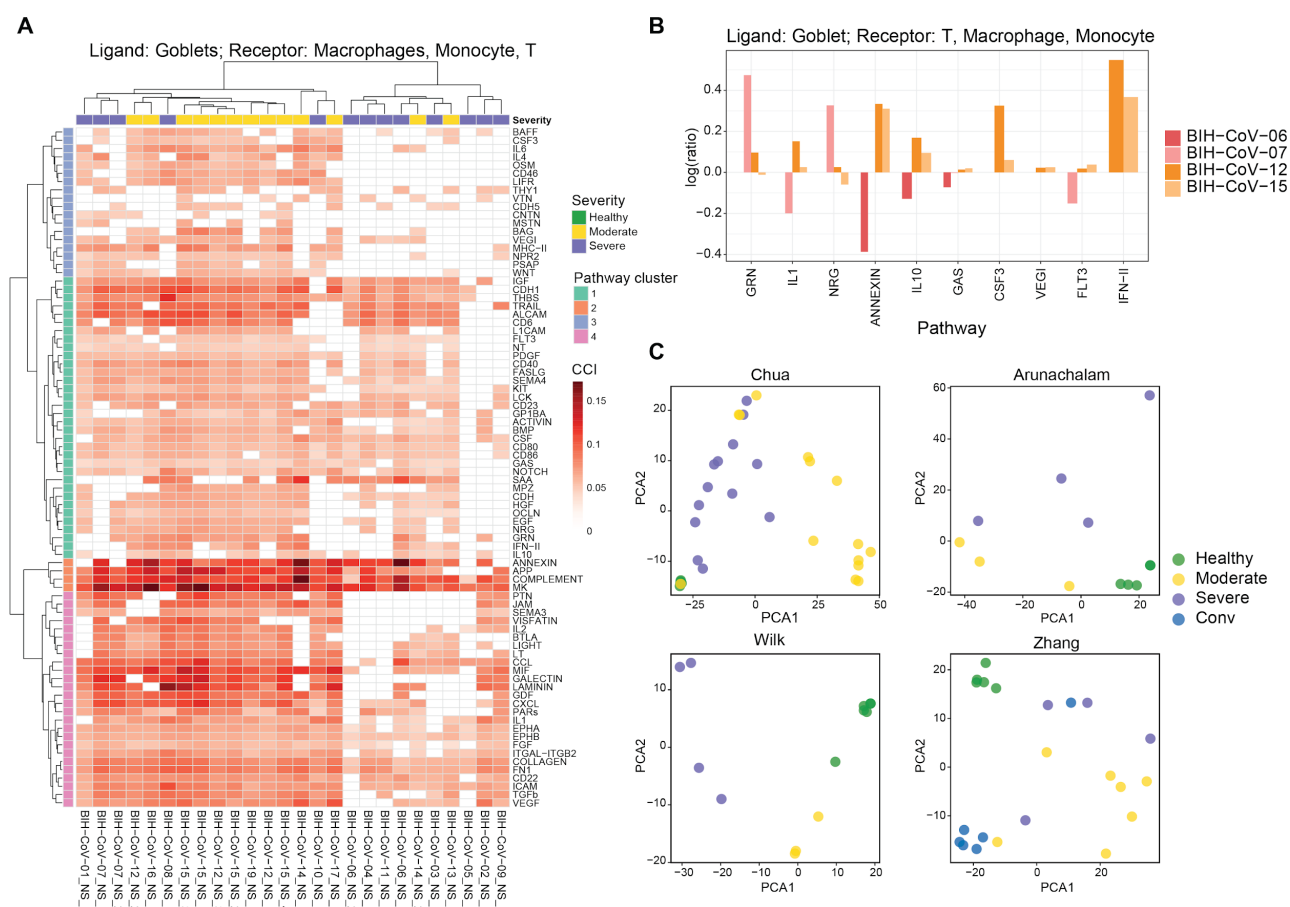 A
Ligand: Goblets; Receptor: Macrophages, Monocyte, T
Severity
BAFF
CSF3
IL6
IL4
OSM
CD46
LIFR
THY1
VTN
CDH5
CNTN
MSTN
BAG
VEGI
MHC−II
NPR2
PSAP
WNT
IGF
CDH1
THBS
TRAIL
ALCAM
CD6
L1CAM
FLT3
NT
PDGF
CD40
FASLG
SEMA4
KIT
LCK
CD23
GP1BA
ACTIVIN
BMP
CSF
CD80
CD86
GAS
NOTCH
SAA
MPZ
CDH
HGF
OCLN
EGF
NRG
GRN
IFN−II
IL10
ANNEXIN
APP
COMPLEMENT
MK
PTN
JAM
SEMA3
VISFATIN
IL2
BTLA
LIGHT
LT
CCL
MIF
GALECTIN
LAMININ
GDF
CXCL
PARs
IL1
EPHA
EPHB
FGF
ITGAL−ITGB2
COLLAGEN
FN1
CD22
ICAM
TGFb
VEGF
BIH−CoV−01_NS
BIH−CoV−07_NS
BIH−CoV−07_NS
BIH−CoV−12_NS
BIH−CoV−16_NS
BIH−CoV−08_NS
BIH−CoV−15_NS
BIH−CoV−15_NS
BIH−CoV−12_NS
BIH−CoV−15_NS
BIH−CoV−19_NS
BIH−CoV−12_NS
BIH−CoV−15_NS
BIH−CoV−14_NS
BIH−CoV−10_NS
BIH−CoV−17_NS
BIH−CoV−06_NS
BIH−CoV−04_NS
BIH−CoV−11_NS
BIH−CoV−06_NS
BIH−CoV−14_NS
BIH−CoV−03_NS
BIH−CoV−13_NS
BIH−CoV−05_NS
BIH−CoV−02_NS
BIH−CoV−09_NS
Severity
Healthy
Moderate
Severe
Pathway cluster
1
2
3
4
CCI
0.15
0.1
0.05
0
B
Ligand: Goblet; Receptor: T, Macrophage, Monocyte
log(ratio)
0.4
0.2
0.0
−0.2
−0.4
GRN
IL1
NRG
ANNEXIN
IL10
GAS
CSF3
VEGI
FLT3
IFN−II
Pathway
BIH−CoV−06
BIH−CoV−07
BIH−CoV−12
BIH−CoV−15
C
Chua
PCA2
20
10
0
−10
−25
0
25
50
PCA1
Arunachalam
PCA2
60
40
20
0
−20
−40
−20
0
20
PCA1
Wilk
PCA2
10
0
−10
−20
−30
−20
−10
0
10
20
PCA1
Zhang
PCA2
20
10
0
−10
−20
0
20
40
PCA1
Healthy
Moderate
Severe
Conv